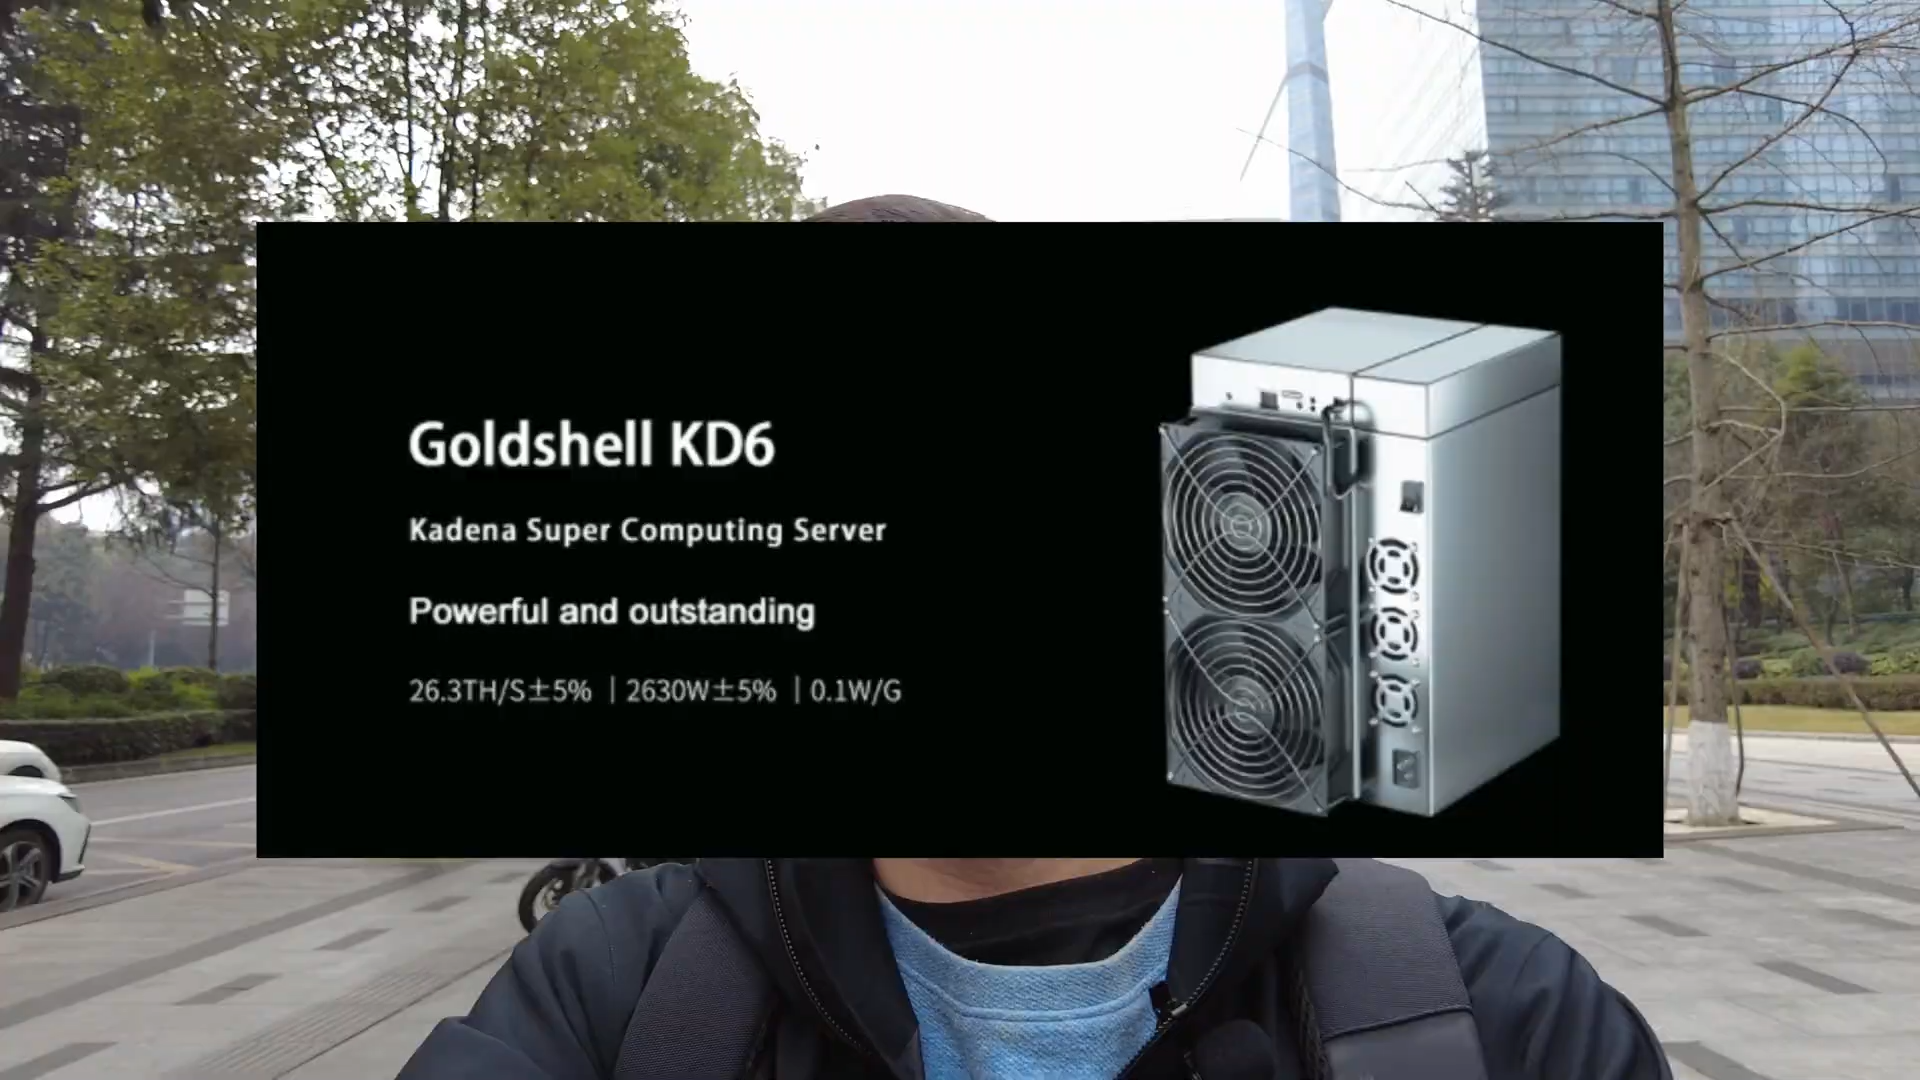 Goldshell KD6
Kadena Super Computing Server
Powerful and outstanding
26.3TH/S±5% | 2630W±5% | 0.1W/G